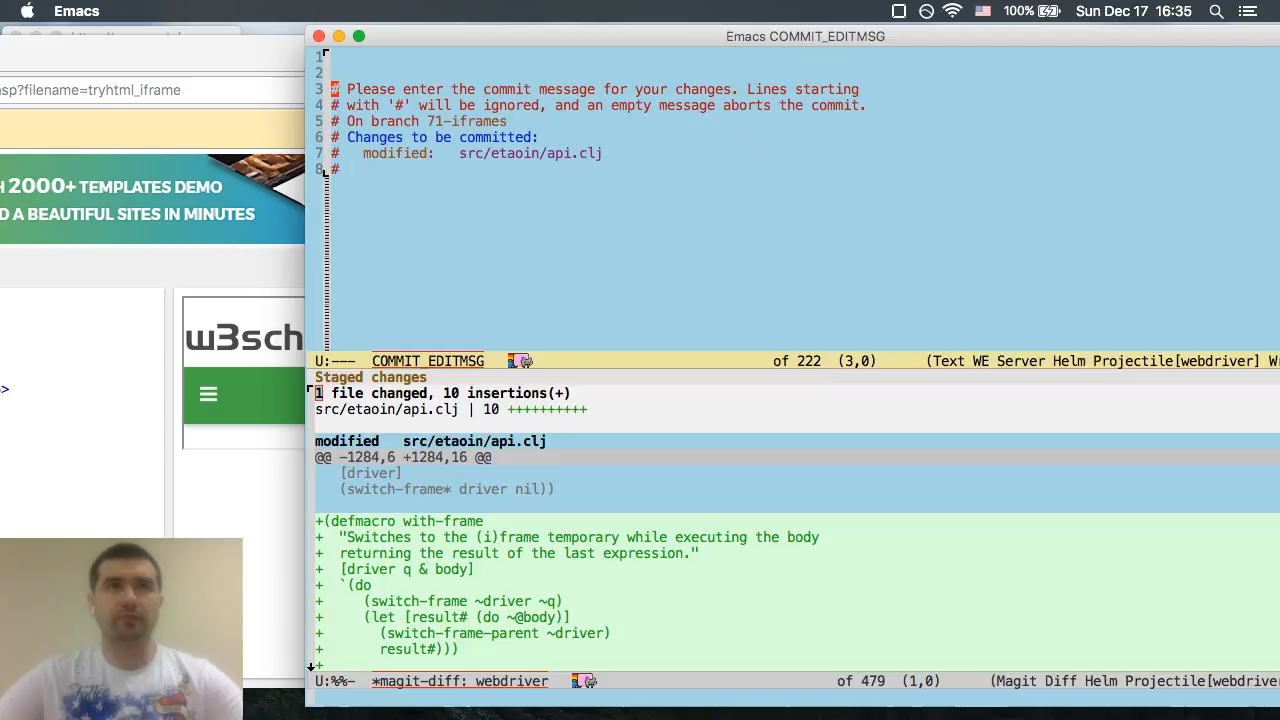 Emacs
100%
Sun Dec 17 16:35
Emacs COMMIT_EDITMSG
asp?filename=tryhtml_iframe
2000+ TEMPLATES DEMO
D A BEAUTIFUL SITES IN MINUTES
w3sch
>
1
2
3 # Please enter the commit message for your changes. Lines starting
4 # with '#' will be ignored, and an empty message aborts the commit.
5 # On branch 71-iframes
6 # Changes to be committed:
7 # modified: src/etaoin/api.clj
8 #
U:--- COMMIT_EDITMSG of 222 (3,0) (Text WE Server Helm Projectile[webdriver] W
Staged changes
1 file changed, 10 insertions(+)
src/etaoin/api.clj | 10 ++++++++++
modified src/etaoin/api.clj
@@ -1284,6 +1284,16 @@
[driver]
(switch-frame* driver nil))
+(defmacro with-frame
+ "Switches to the (i)frame temporary while executing the body
+ returning the result of the last expression."
+ [driver q & body]
+ `(do
+ (switch-frame ~driver ~q)
+ (let [result# (do ~@body)]
+ (switch-frame-parent ~driver)
+ result#)))
+
U:%%- *magit-diff: webdriver of 479 (1,0) (Magit Diff Helm Projectile[webdriver